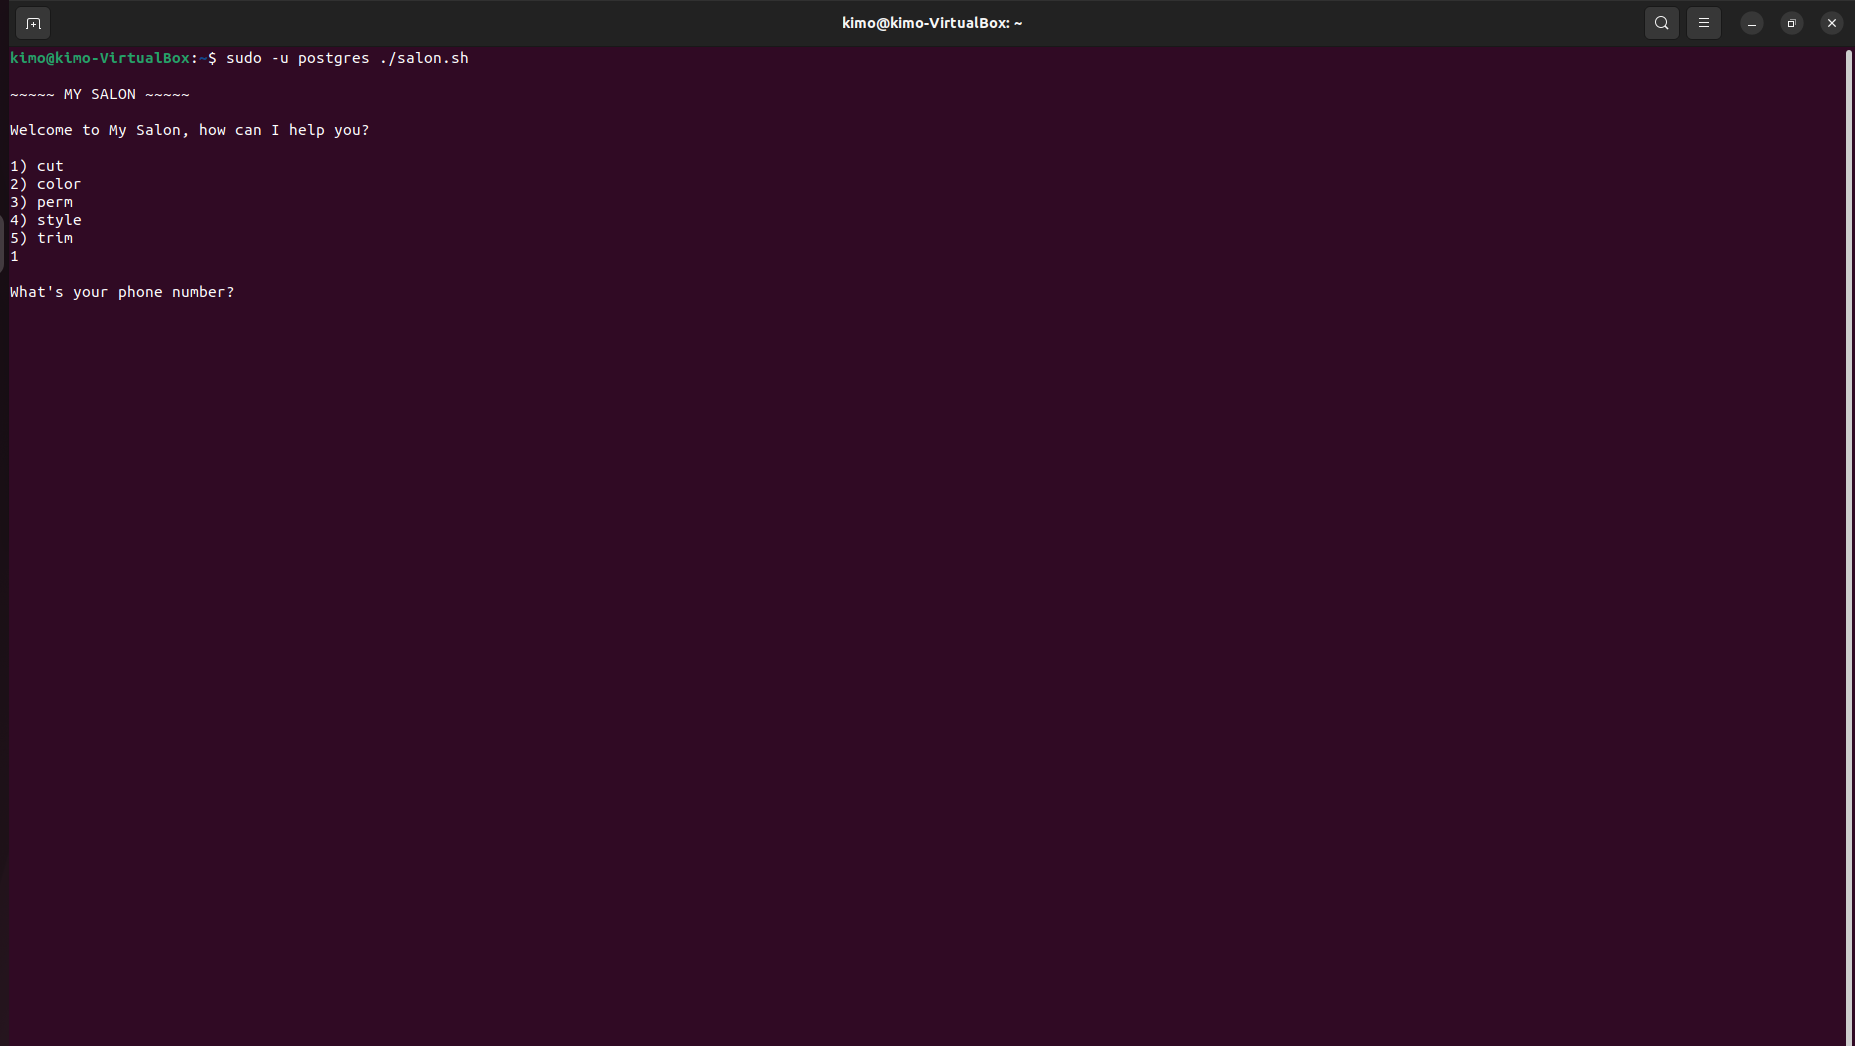 kimo@kimo-VirtualBox: ~
kimo@kimo-VirtualBox:~$ sudo -u postgres ./salon.sh
~~~~~ MY SALON ~~~~~
Welcome to My Salon, how can I help you?
1) cut
2) color
3) perm
4) style
5) trim
1
What's your phone number?